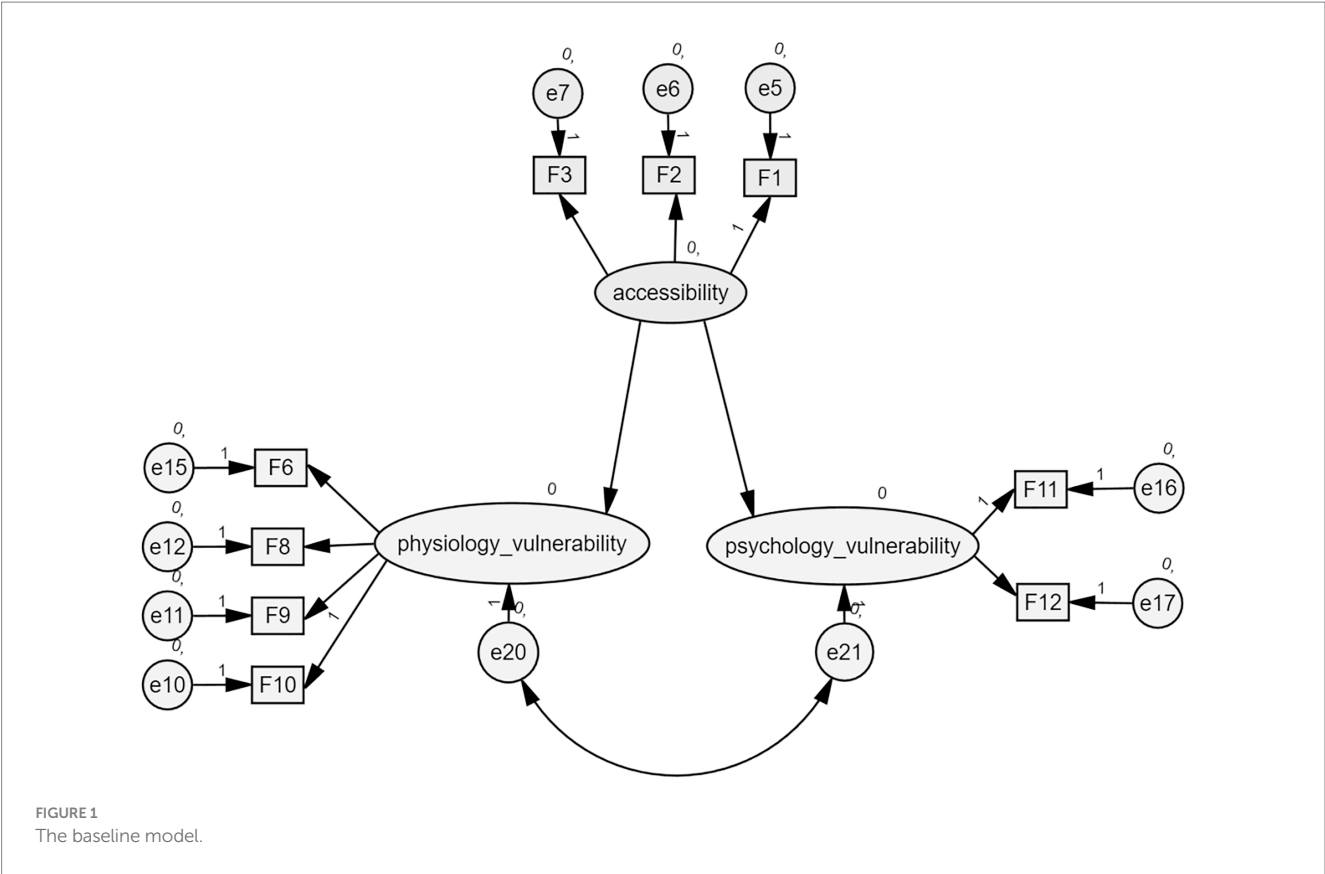 0, 0, 0,
e7 e6 e5
1 1 1
F3 F2 F1
1 0,
accessibility
0, 0,
e15 1 F6 F11 1 e16
1
0 0
0,
e12 1 F8 physiology_vulnerability psychology_vulnerability
0, 0,
e11 1 F9 1 1 0, 1 0, F12 1 e17
0,
e20 e21
e10 1 F10
FIGURE 1
The baseline model.